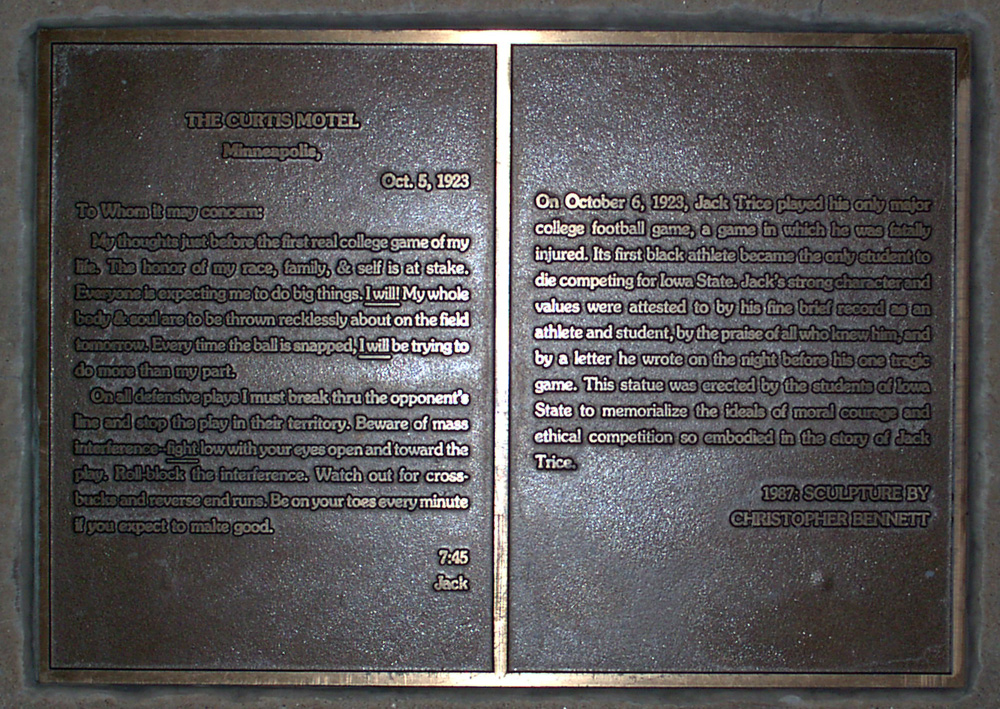 THE CURTIS MOTEL
Minneapolis,
Oct. 5, 1923
To Whom it may concern:
My thoughts just before the first real college game of my
life. The honor of my race, family, & self is at stake.
Everyone is expecting me to do big things. I will! My whole
body & soul are to be thrown recklessly about on the field
tomorrow. Every time the ball is snapped, I will be trying to
do more than my part.
On all defensive plays I must break thru the opponent's
line and stop the play in their territory. Beware of mass
interference-fight low with your eyes open and toward the
play. Roll-block the interference. Watch out for cross-
bucks and reverse end runs. Be on your toes every minute
if you expect to make good.
7:45
Jack
On October 6, 1923, Jack Trice played his only major
college football game, a game in which he was fatally
injured. Its first black athlete became the only student to
die competing for Iowa State. Jack's strong character and
values were attested to by his fine brief record as an
athlete and student, by the praise of all who knew him, and
by a letter he wrote on the night before his one tragic
game. This statue was erected by the students of Iowa
State to memorialize the ideals of moral courage and
ethical competition so embodied in the story of Jack
Trice.
1987: SCULPTURE BY
CHRISTOPHER BENNETT